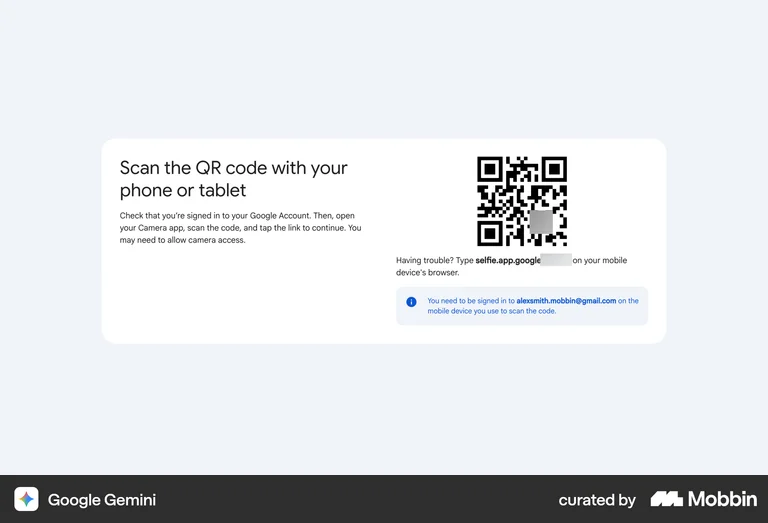 Scan the QR code with your
phone or tablet
Check that you're signed in to your Google Account. Then, open
your Camera app, scan the code, and tap the link to continue. You
may need to allow camera access.
Having trouble? Type selfie.app.google on your mobile
device's browser.
You need to be signed in to alexsmith.mobbin@gmail.com on the
mobile device you use to scan the code.
Google Gemini
curated by Mobbin